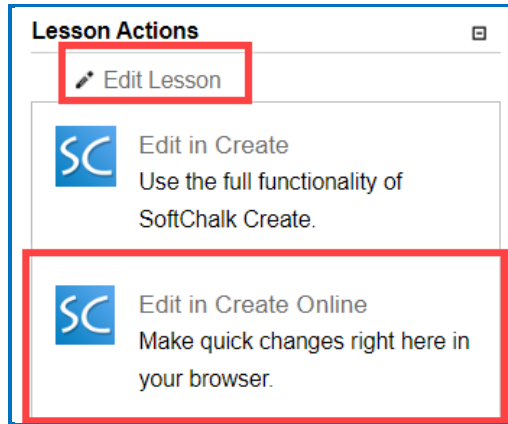 Lesson Actions
Edit Lesson
SC
Edit in Create
Use the full functionality of
SoftChalk Create.
SC
Edit in Create Online
Make quick changes right here in
your browser.